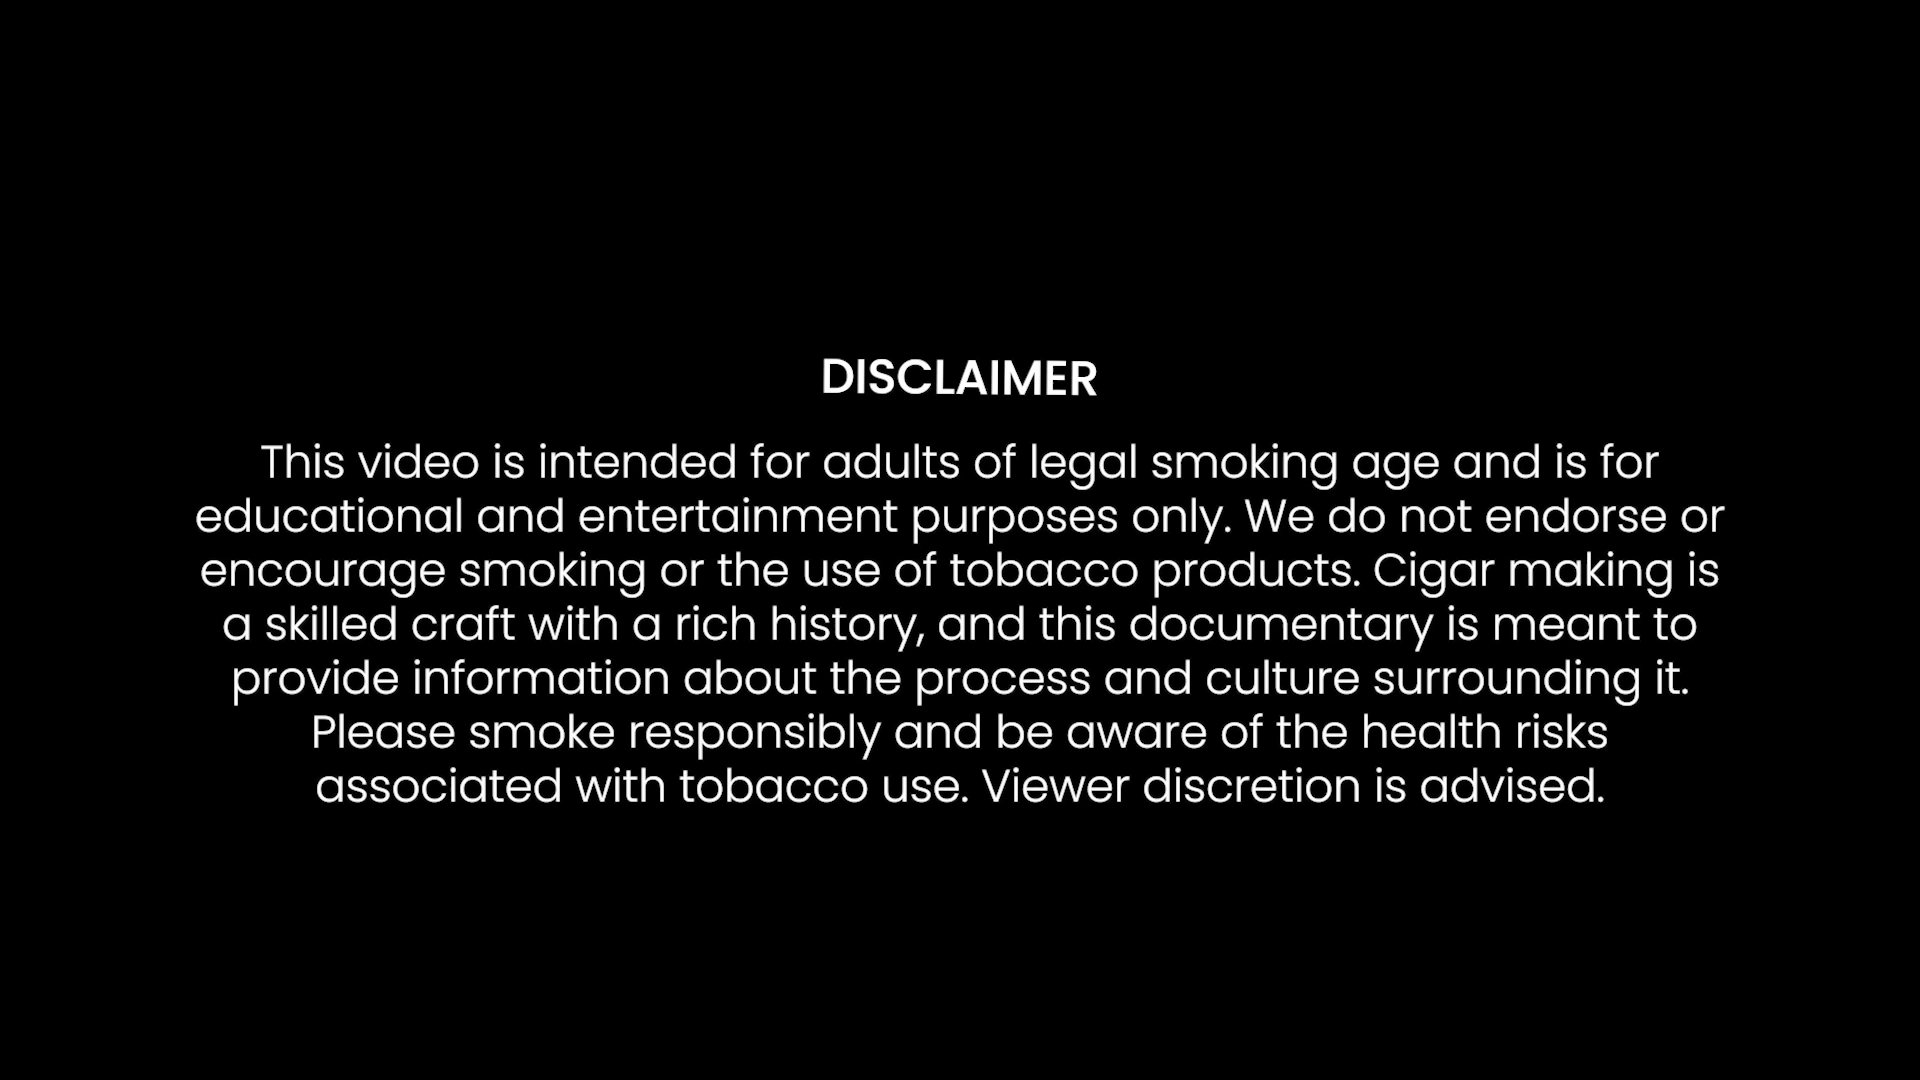 DISCLAIMER
This video is intended for adults of legal smoking age and is for
educational and entertainment purposes only. We do not endorse or
encourage smoking or the use of tobacco products. Cigar making is
a skilled craft with a rich history, and this documentary is meant to
provide information about the process and culture surrounding it.
Please smoke responsibly and be aware of the health risks
associated with tobacco use. Viewer discretion is advised.